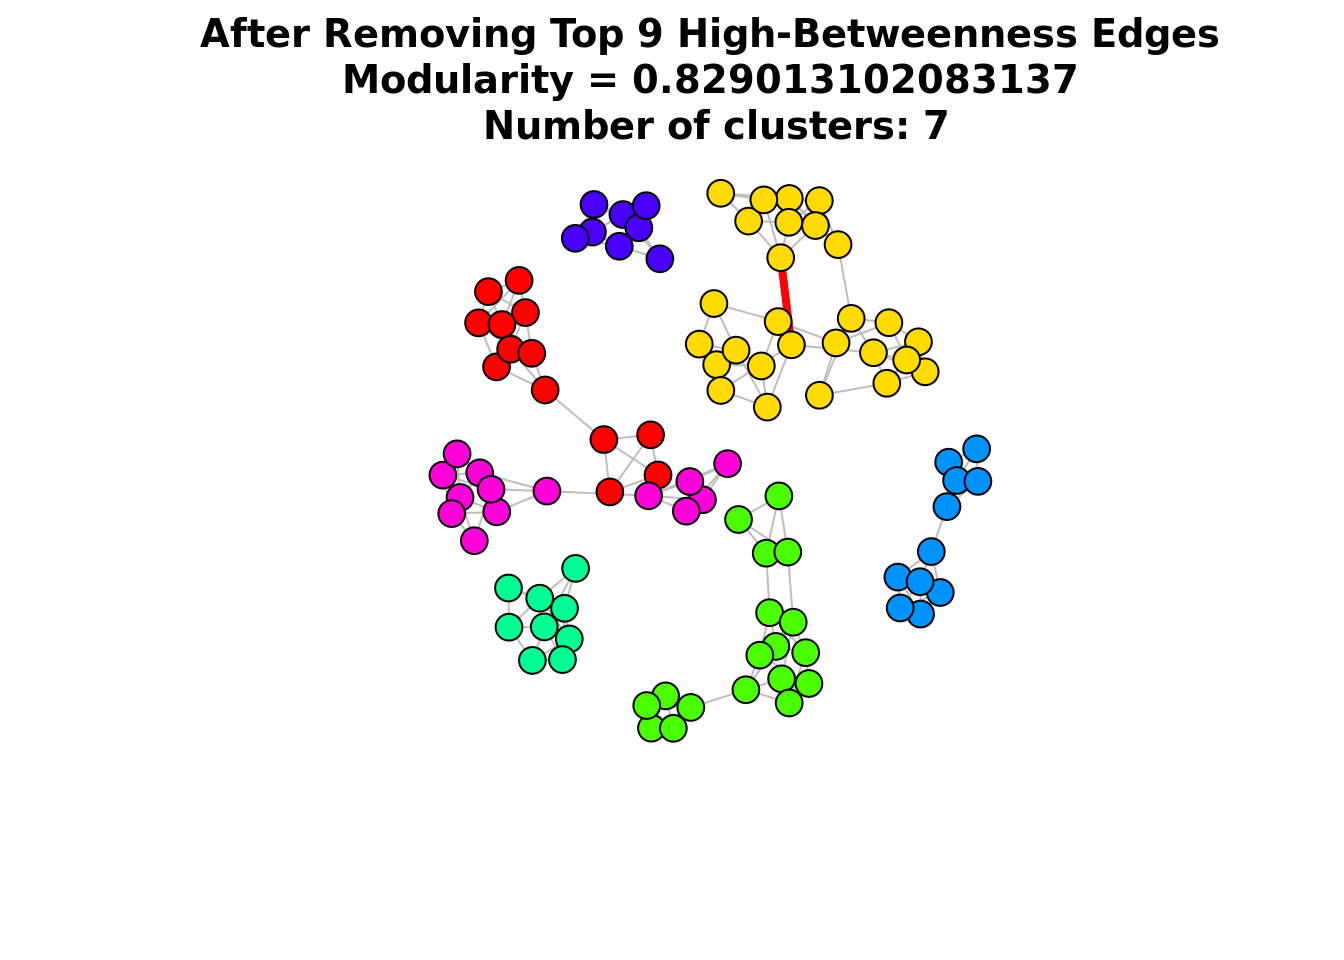 After Removing Top 9 High-Betweenness Edges
Modularity = 0.829013102083137
Number of clusters: 7